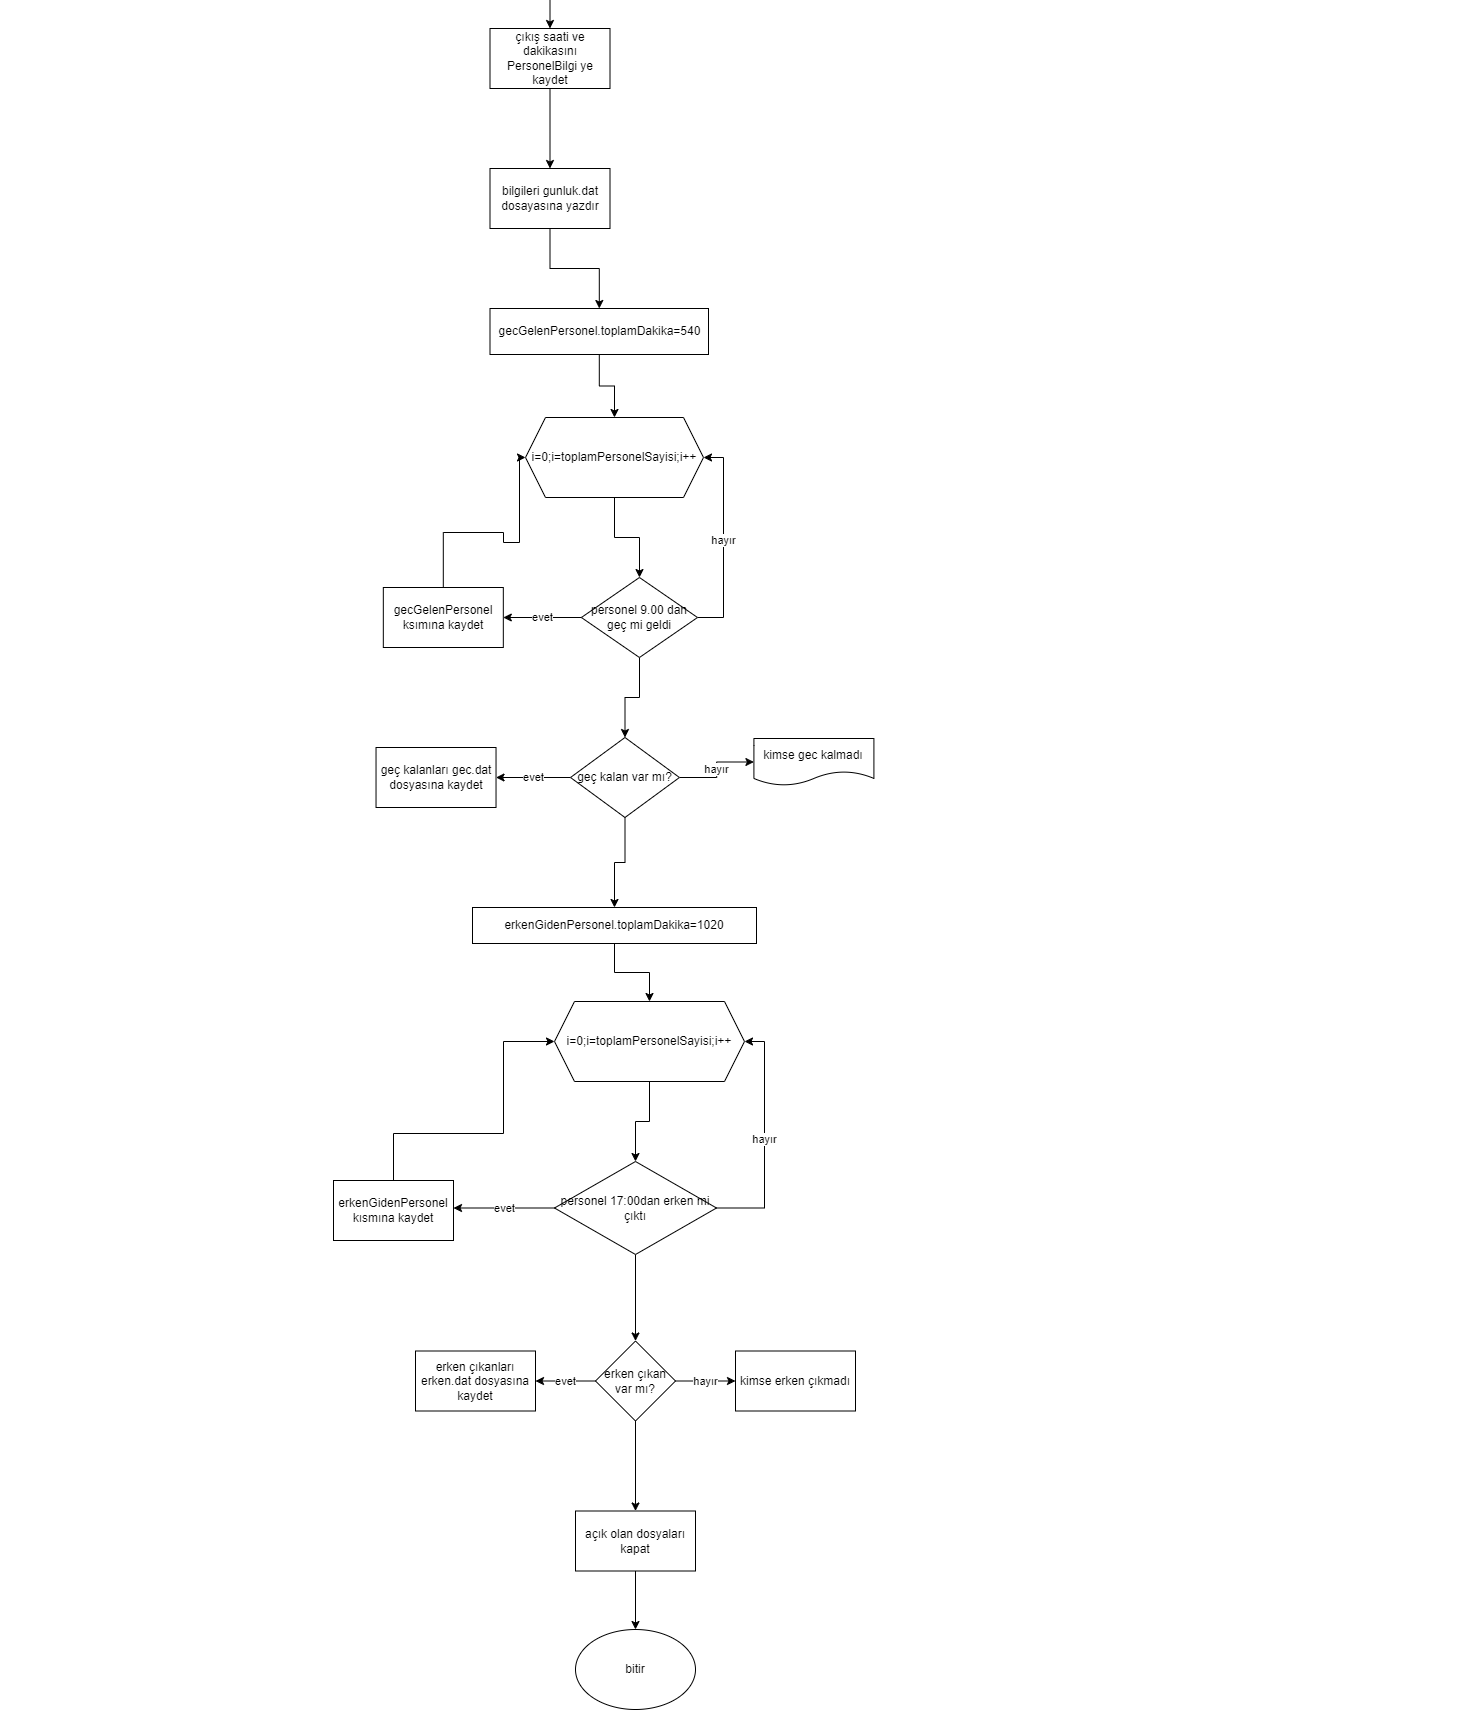 çıkış saati ve
dakikasını
PersonelBilgi ye
kaydet
bilgileri gunluk.dat
dosayasına yazdır
gecGelenPersonel.toplamDakika=540
i=0;i=toplamPersonelSayisi;i++
hayır
gecGelenPersonel
ksımına kaydet
evet
personel 9.00 dan
geç mi geldi
geç kalanları gec.dat
dosyasına kaydet
evet
geç kalan var mı?
hayır
kimse gec kalmadı
erkenGidenPersonel.toplamDakika=1020
i=0;i=toplamPersonelSayisi;i++
hayır
erkenGidenPersonel
kısmına kaydet
evet
personel 17:00dan erken mi
çıktı
erken çıkanları
erken.dat dosyasına
kaydet
evet
erken çıkan
var mı?
hayır
kimse erken çıkmadı
açık olan dosyaları
kapat
bitir